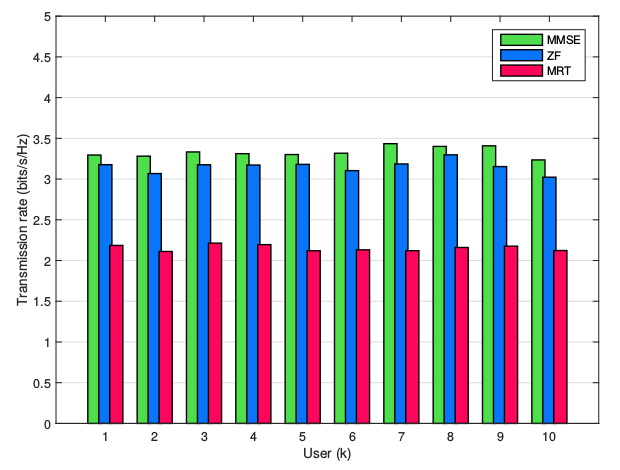 5
4.5
4
3.5
3
2.5
2
1.5
1
0.5
0
Transmission rate (bits/s/Hz)
MMSE
ZF
MRT
1 2 3 4 5 6 7 8 9 10
User (k)